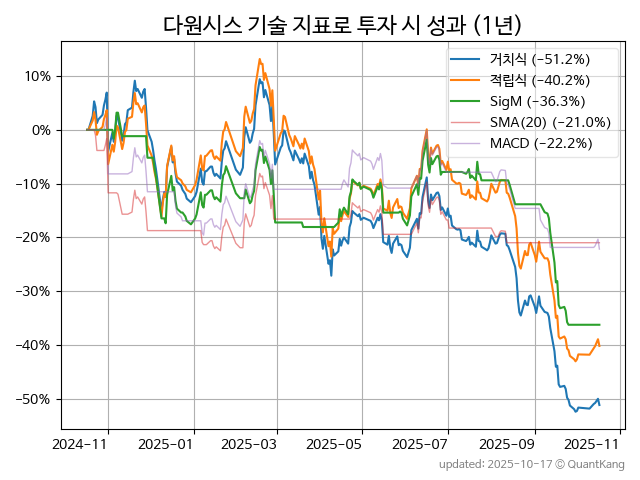 다원시스 기술 지표로 투자 시 성과 (1년)
거치식 (−51.2%)
적립식 (−40.2%)
SigM (−36.3%)
SMA(20) (−21.0%)
MACD (−22.2%)
10%
0%
−10%
−20%
−30%
−40%
−50%
2024-11 2025-01 2025-03 2025-05 2025-07 2025-09 2025-11
updated: 2025-10-17 © QuantKang